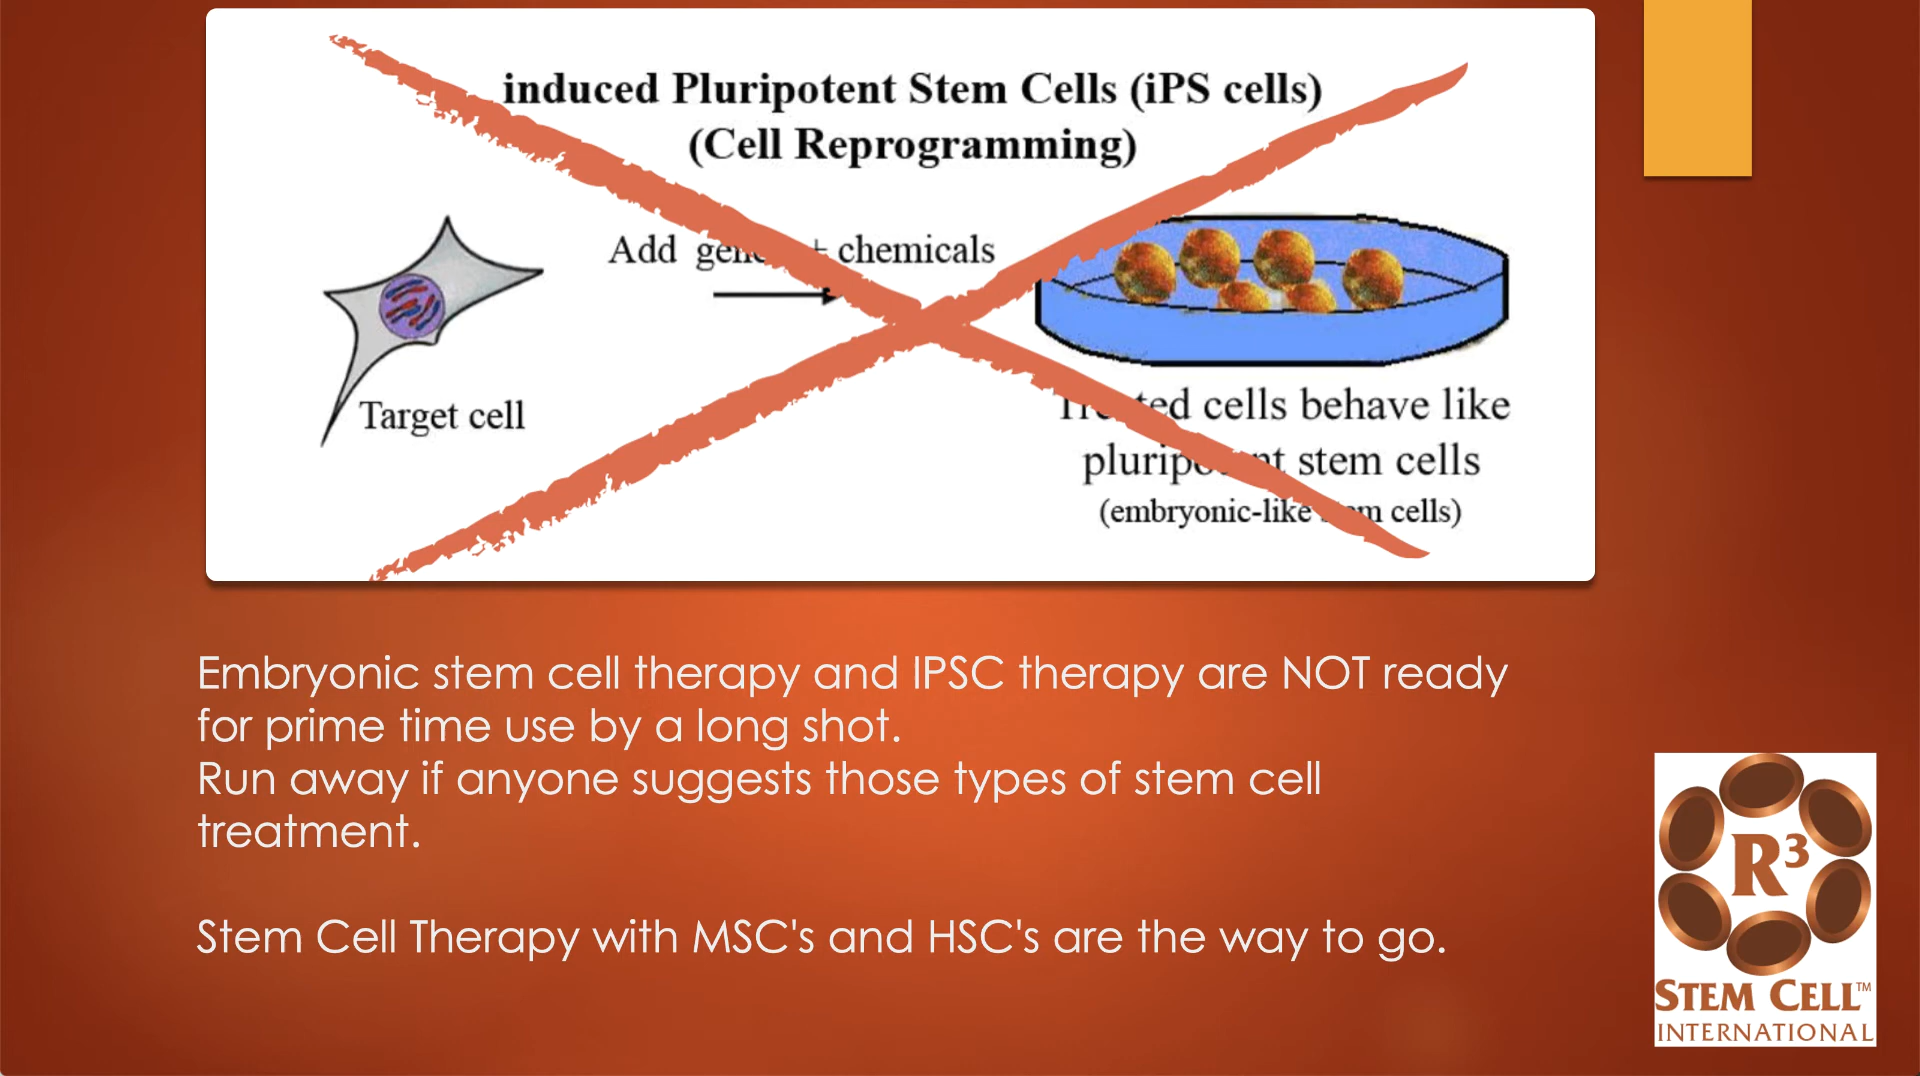 induced Pluripotent Stem Cells (iPS cells)
(Cell Reprogramming)
Add + chemicals
Target cell
cells behave like
stem cells
(embryonic-like cells)
Embryonic stem cell therapy and IPSC therapy are NOT ready
for prime time use by a long shot.
Run away if anyone suggests those types of stem cell
treatment.
Stem Cell Therapy with MSC's and HSC's are the way to go.
R³
STEM CELL™
INTERNATIONAL